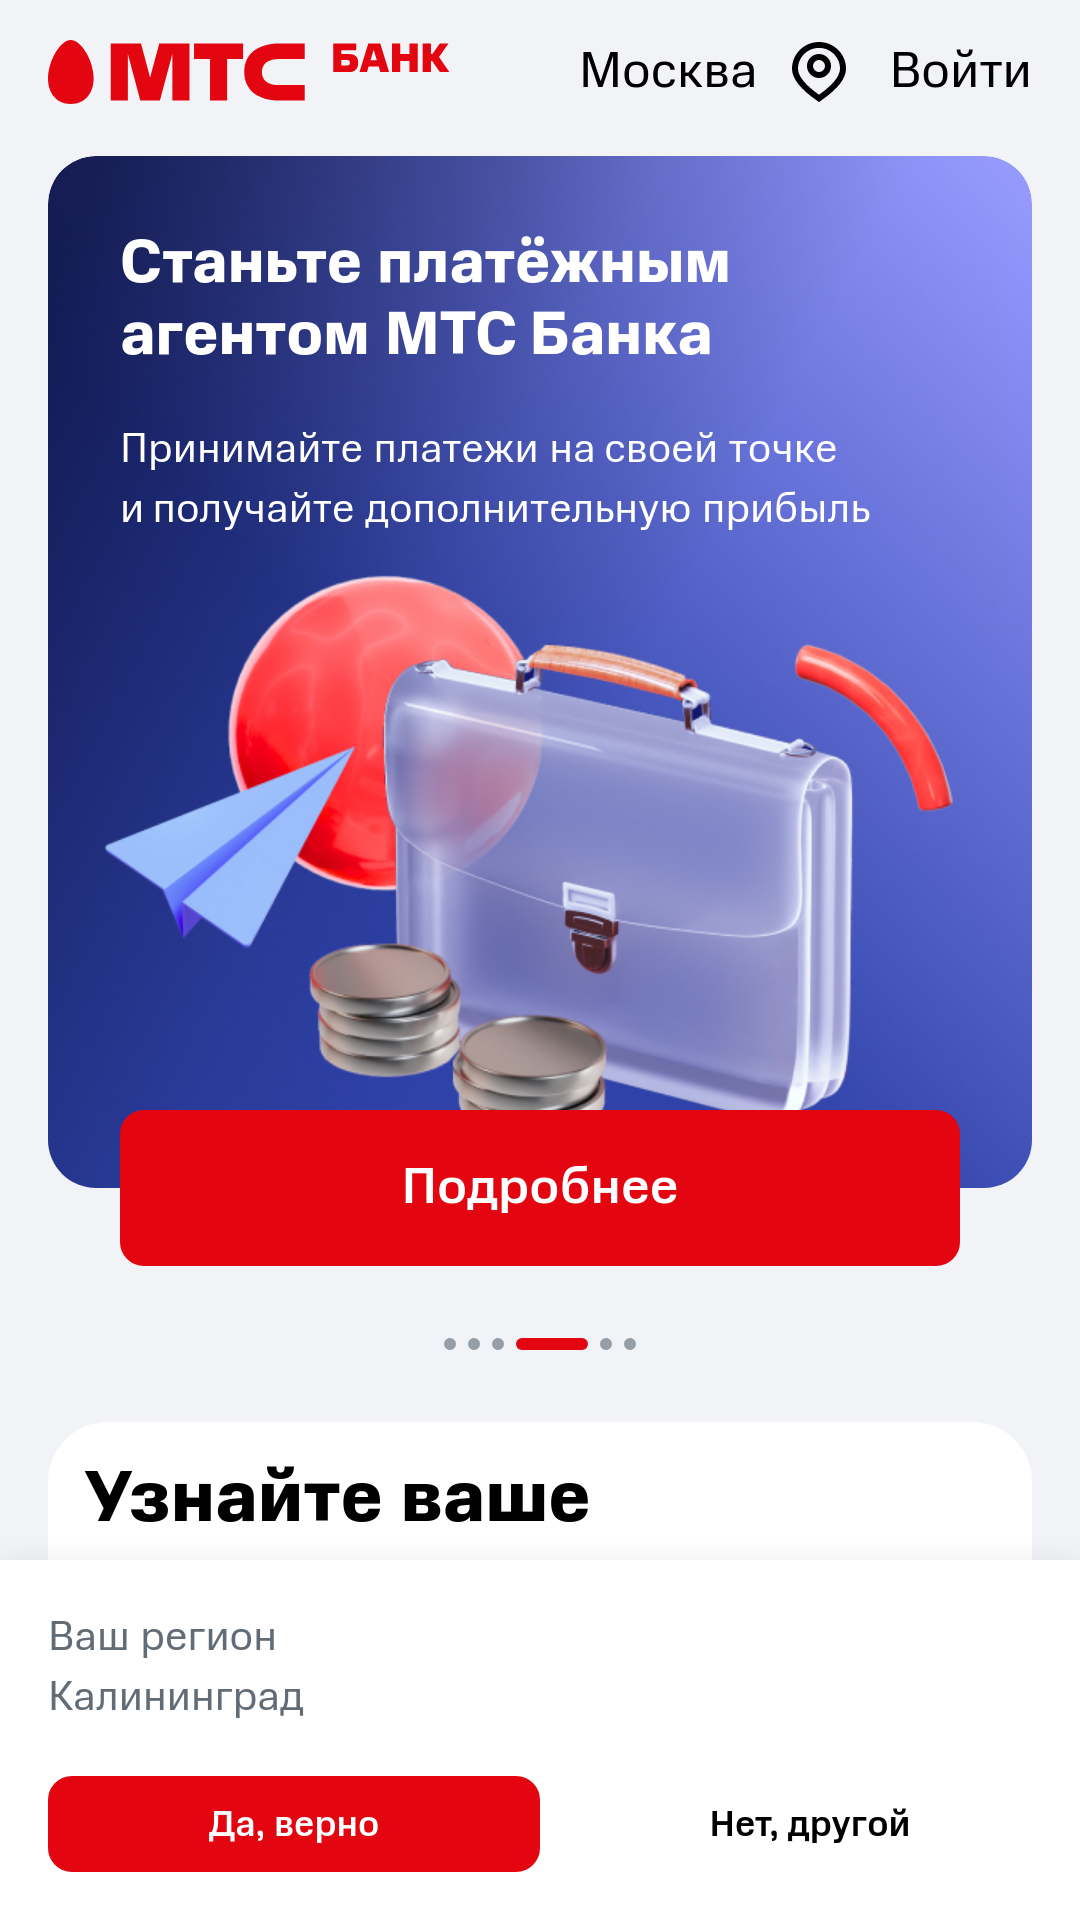 МТС БАНК
Москва
Войти
Станьте платёжным
агентом МТС Банка
Принимайте платежи на своей точке
и получайте дополнительную прибыль
Подробнее
Узнайте ваше
Ваш регион
Калининград
Да, верно
Нет, другой